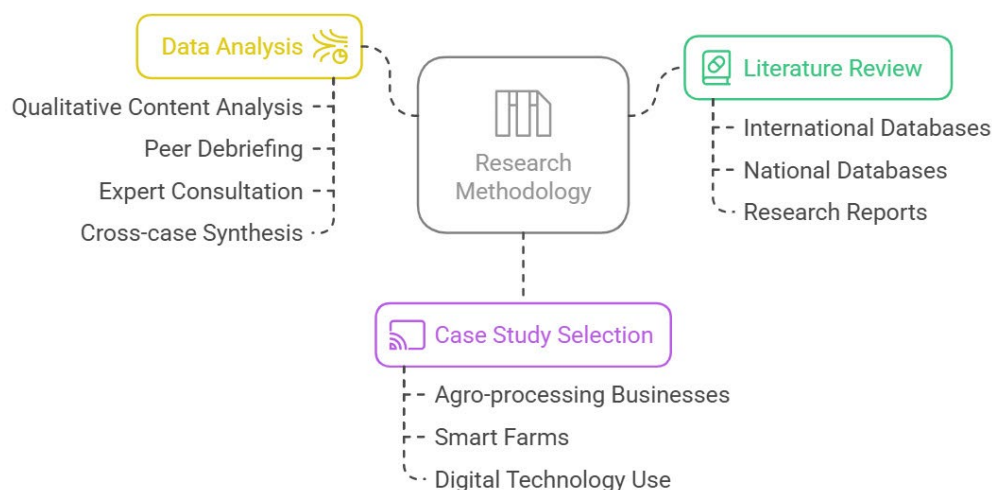 Data Analysis
Qualitative Content Analysis
Peer Debriefing
Expert Consultation
Cross-case Synthesis
Research
Methodology
Literature Review
International Databases
National Databases
Research Reports
Case Study Selection
Agro-processing Businesses
Smart Farms
Digital Technology Use